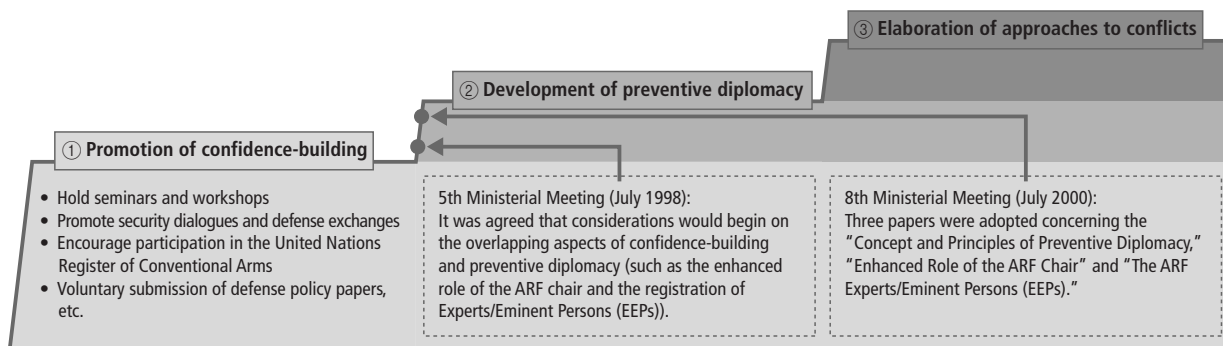 ③ Elaboration of approaches to conflicts
② Development of preventive diplomacy
① Promotion of confidence-building
• Hold seminars and workshops
• Promote security dialogues and defense exchanges
• Encourage participation in the United Nations
Register of Conventional Arms
• Voluntary submission of defense policy papers,
etc.
5th Ministerial Meeting (July 1998):
It was agreed that considerations would begin on
the overlapping aspects of confidence-building
and preventive diplomacy (such as the enhanced
role of the ARF chair and the registration of
Experts/Eminent Persons (EEPs)).
8th Ministerial Meeting (July 2000):
Three papers were adopted concerning the
“Concept and Principles of Preventive Diplomacy,”
“Enhanced Role of the ARF Chair” and “The ARF
Experts/Eminent Persons (EEPs).”